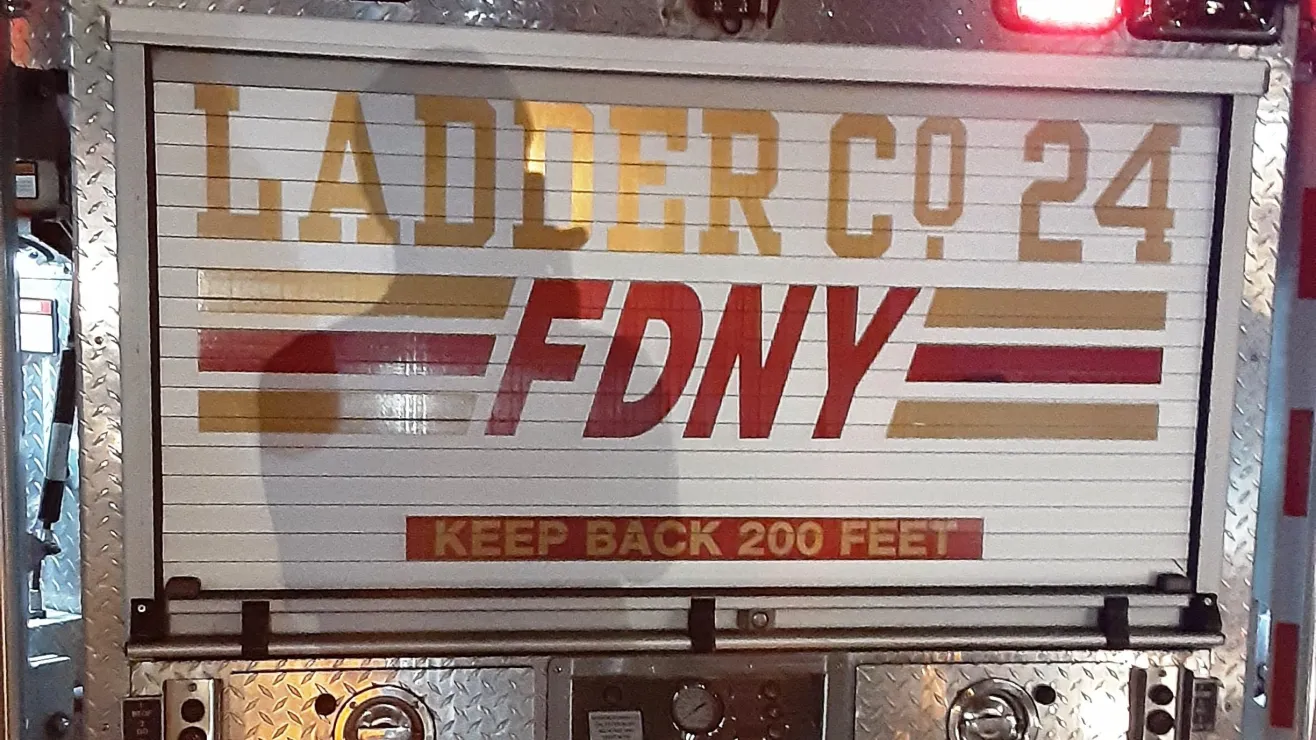 LADDER CO. 24
FDNY
KEEP BACK 200 FEET